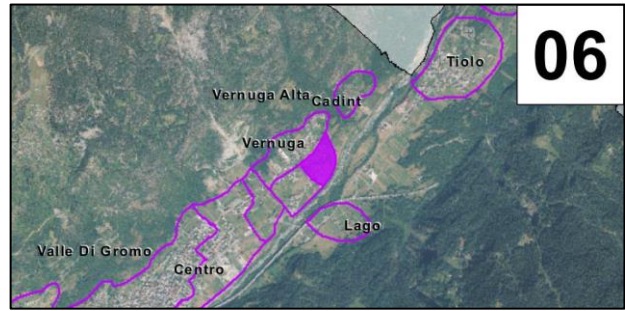 06
Tiolo
Vernuga Alta
Cadint
Vernuga
Lago
Valle Di Gromo
Centro